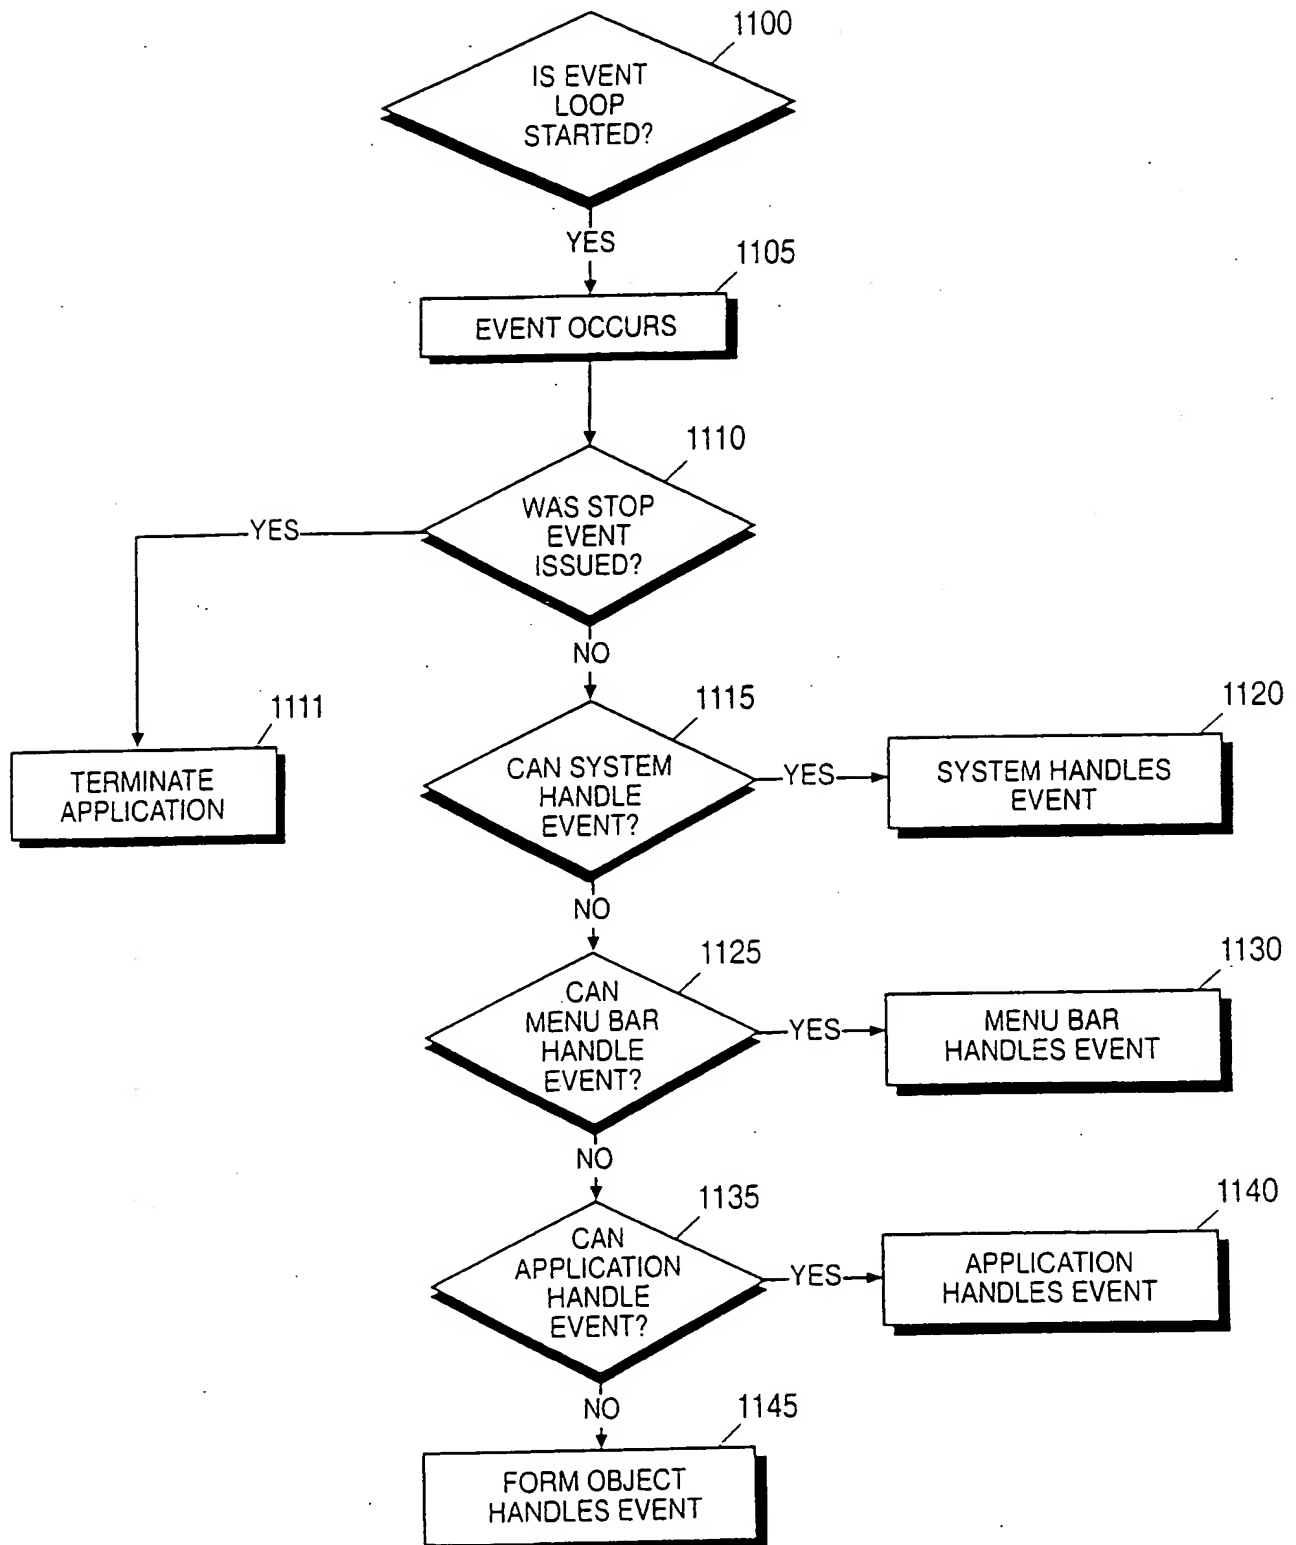 1100
IS EVENT
LOOP
STARTED?
YES
1105
EVENT OCCURS
1110
WAS STOP
EVENT
ISSUED?
YES
NO
1111
TERMINATE
APPLICATION
1115
CAN SYSTEM
HANDLE
EVENT?
YES
1120
SYSTEM HANDLES
EVENT
NO
1125
CAN
MENU BAR
HANDLE
EVENT?
YES
1130
MENU BAR
HANDLES EVENT
NO
1135
CAN
APPLICATION
HANDLE
EVENT?
YES
1140
APPLICATION
HANDLES EVENT
NO
1145
FORM OBJECT
HANDLES EVENT